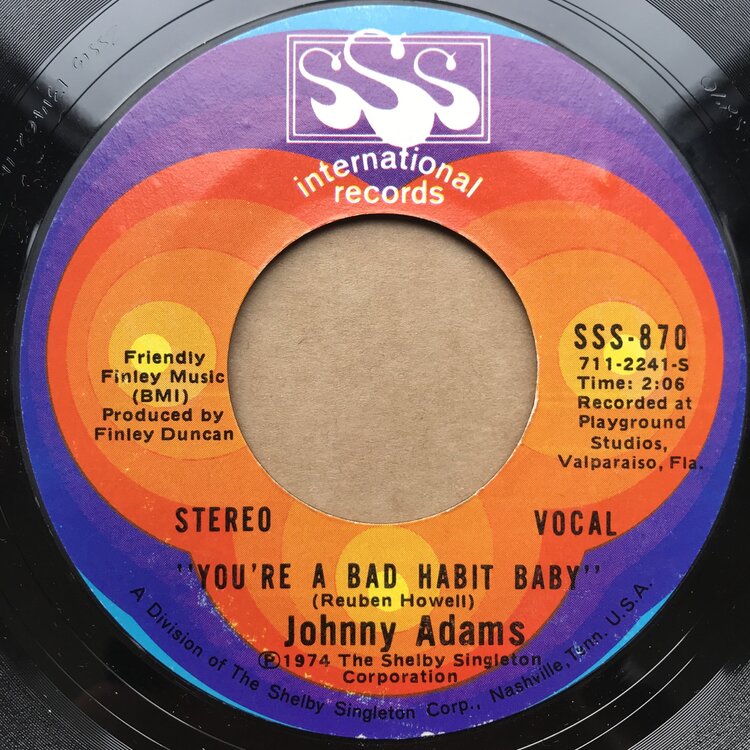 SSS
international
records
Friendly
Finley Music
(BMI)
Produced by
Finley Duncan
SSS-870
711-2241-S
Time: 2:06
Recorded at
Playground
Studios,
Valparaiso, Fla.
STEREO
VOCAL
"YOU'RE A BAD HABIT BABY"
(Reuben Howell)
Johnny Adams
Ⓟ1974 The Shelby Singleton
Corporation
A Division of The Shelby Singleton Corp., Nashville, Tenn. U.S.A.